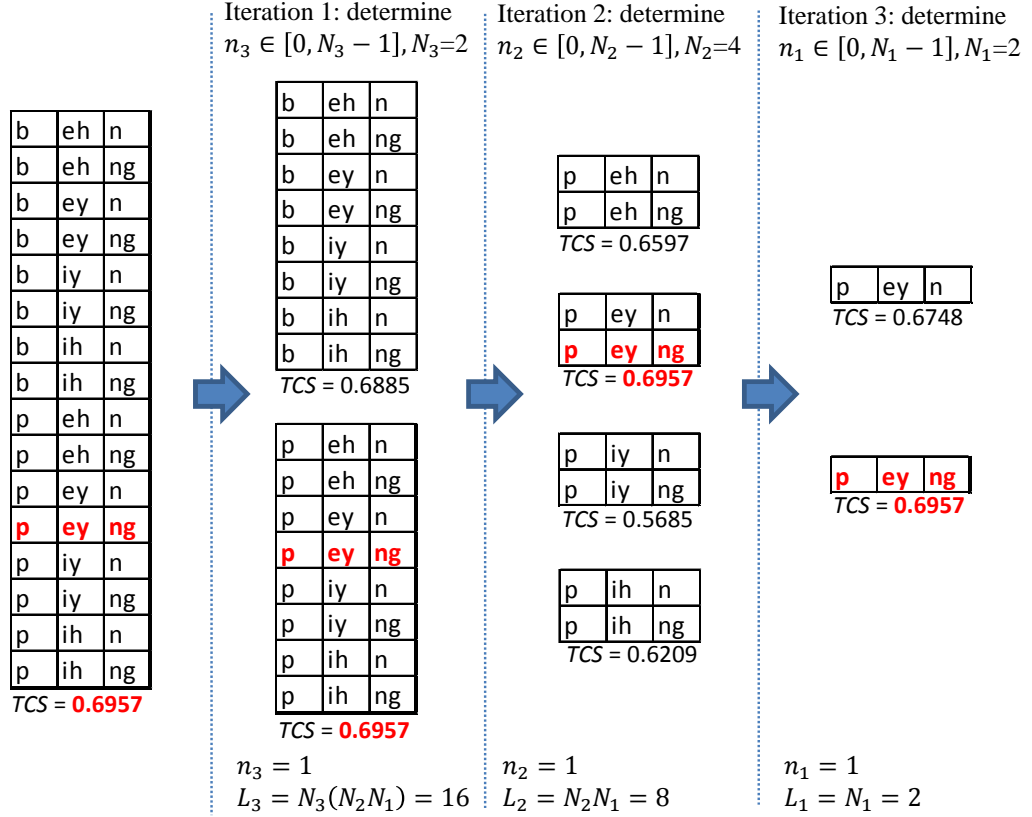 b eh n
b eh ng
b ey n
b ey ng
b iy n
b iy ng
b ih n
b ih ng
p eh n
p eh ng
p ey n
p ey ng
p iy n
p iy ng
p ih n
p ih ng
TCS = 0.6957
Iteration 1: determine
n₃ ∈ [0, N₃ − 1], N₃=2
b eh n
b eh ng
b ey n
b ey ng
b iy n
b iy ng
b ih n
b ih ng
TCS = 0.6885
p eh n
p eh ng
p ey n
p ey ng
p iy n
p iy ng
p ih n
p ih ng
TCS = 0.6957
n₃ = 1
L₃ = N₃(N₂N₁) = 16
Iteration 2: determine
n₂ ∈ [0, N₂ − 1], N₂=4
p eh n
p eh ng
TCS = 0.6597
p ey n
p ey ng
TCS = 0.6957
p iy n
p iy ng
TCS = 0.5685
p ih n
p ih ng
TCS = 0.6209
n₂ = 1
L₂ = N₂N₁ = 8
Iteration 3: determine
n₁ ∈ [0, N₁ − 1], N₁=2
p ey n
TCS = 0.6748
p ey ng
TCS = 0.6957
n₁ = 1
L₁ = N₁ = 2